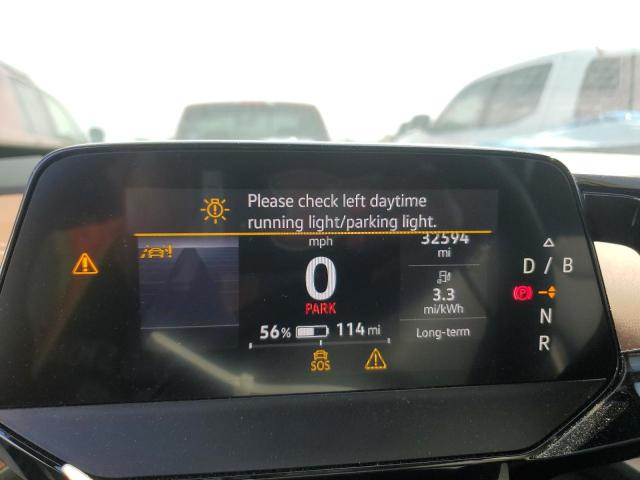 Please check left daytime
running light/parking light.
mph
32594
mi
0
PARK
3.3
mi/kWh
56% 114 mi
Long-term
SOS
D / B
P
N
R